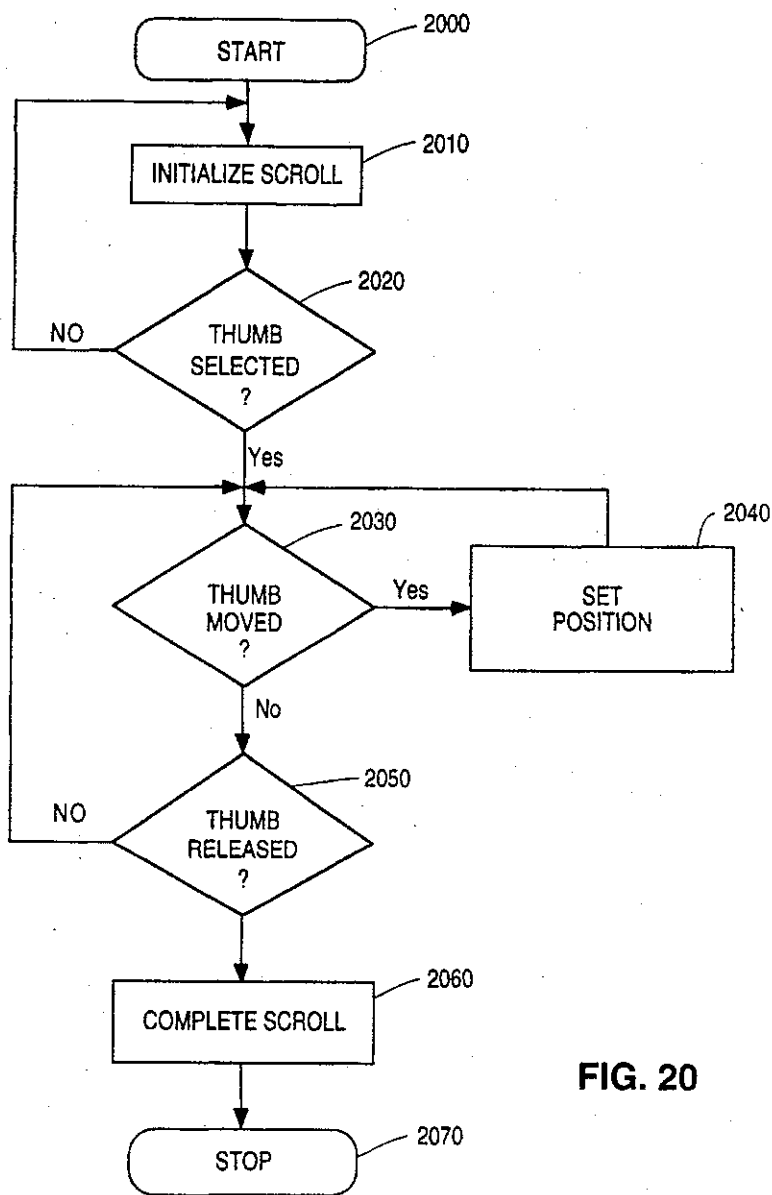 START
2000
INITIALIZE SCROLL
2010
THUMB
SELECTED
?
2020
NO
Yes
THUMB
MOVED
?
2030
Yes
SET
POSITION
2040
No
THUMB
RELEASED
?
2050
NO
COMPLETE SCROLL
2060
STOP
2070
FIG. 20